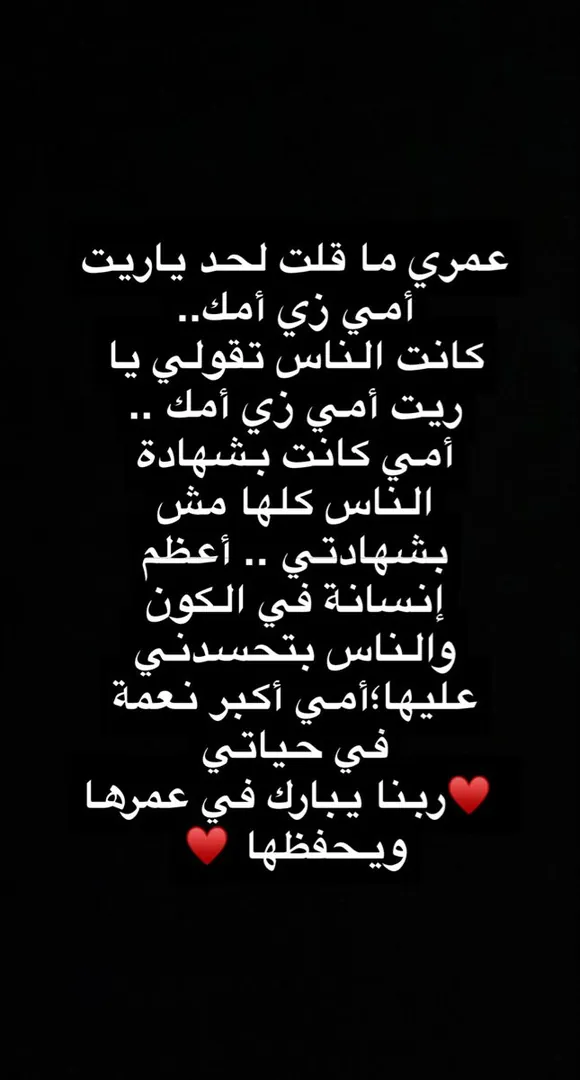 عمري ما قلت لحد ياريت
أمي زي أمك..
كانت الناس تقولي يا
ريت أمي زي أمك ..
أمي كانت بشهادة
الناس كلها مش
بشهادتي .. أعظم
إنسانة في الكون
والناس بتحسدني
عليها؛أمي أكبر نعمة
في حياتي
♥️ربنا يبارك في عمرها
ويحفظها ♥️